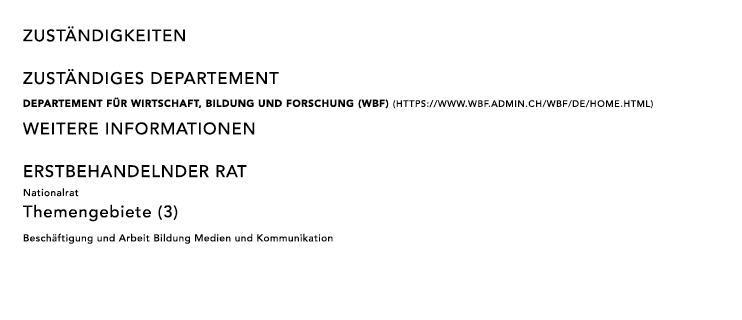 ZUSTÄNDIGKEITEN
ZUSTÄNDIGES DEPARTEMENT
DEPARTEMENT FÜR WIRTSCHAFT, BILDUNG UND FORSCHUNG (WBF) (HTTPS://WWW.WBF.ADMIN.CH/WBF/DE/HOME.HTML)
WEITERE INFORMATIONEN
ERSTBEHANDELNDER RAT
Nationalrat
Themengebiete (3)
Beschäftigung und Arbeit Bildung Medien und Kommunikation